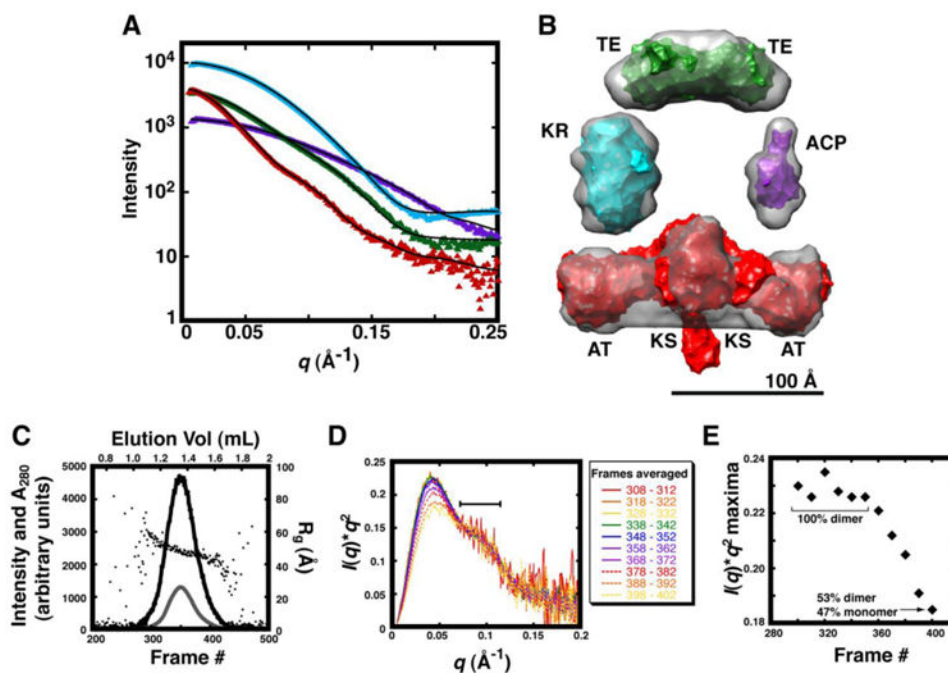 A
10⁴
10³
10²
10
1
Intensity
0 0.05 0.15 0.25
q (Å⁻¹)
B
TE TE
KR
ACP
AT KS KS AT
100 Å
C
Elution Vol (mL)
0.8 1 1.2 1.4 1.6 1.8 2
Intensity and A₂₈₀
(arbitrary units)
5000
4000
3000
2000
1000
0
100
80
60
40
20
0
R_g (Å)
200 300 400 500
Frame #
D
I(q)*q²
0.25
0.20
0.15
0.10
0.05
0
0 0.05 0.1 0.15 0.2
q (Å⁻¹)
Frames averaged
308 - 312
318 - 322
328 - 332
338 - 342
348 - 352
358 - 362
368 - 372
378 - 382
388 - 392
398 - 402
E
I(q)*q² maxima
0.24
0.22
0.20
0.18
100% dimer
53% dimer
47% monomer
280 320 360 400
Frame #